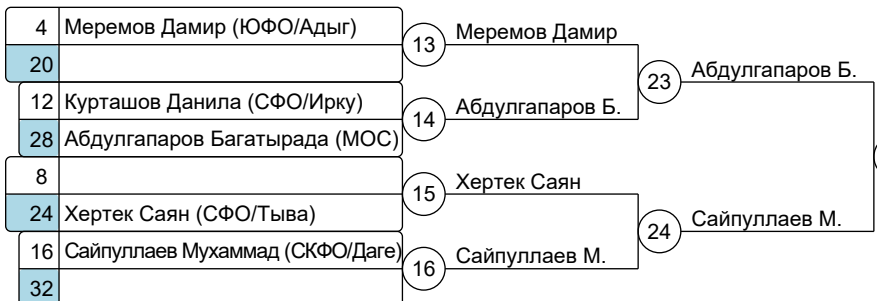 4 Меремов Дамир (ЮФО/Адыг)
20
12 Курташов Данила (СФО/Ирку)
28 Абдулгапаров Багатырада (МОС)
8
24 Хертек Саян (СФО/Тыва)
16 Сайпуллаев Мухаммад (СКФО/Даге)
32
13 Меремов Дамир
14 Абдулгапаров Б.
15 Хертек Саян
16 Сайпуллаев М.
23 Абдулгапаров Б.
24 Сайпуллаев М.